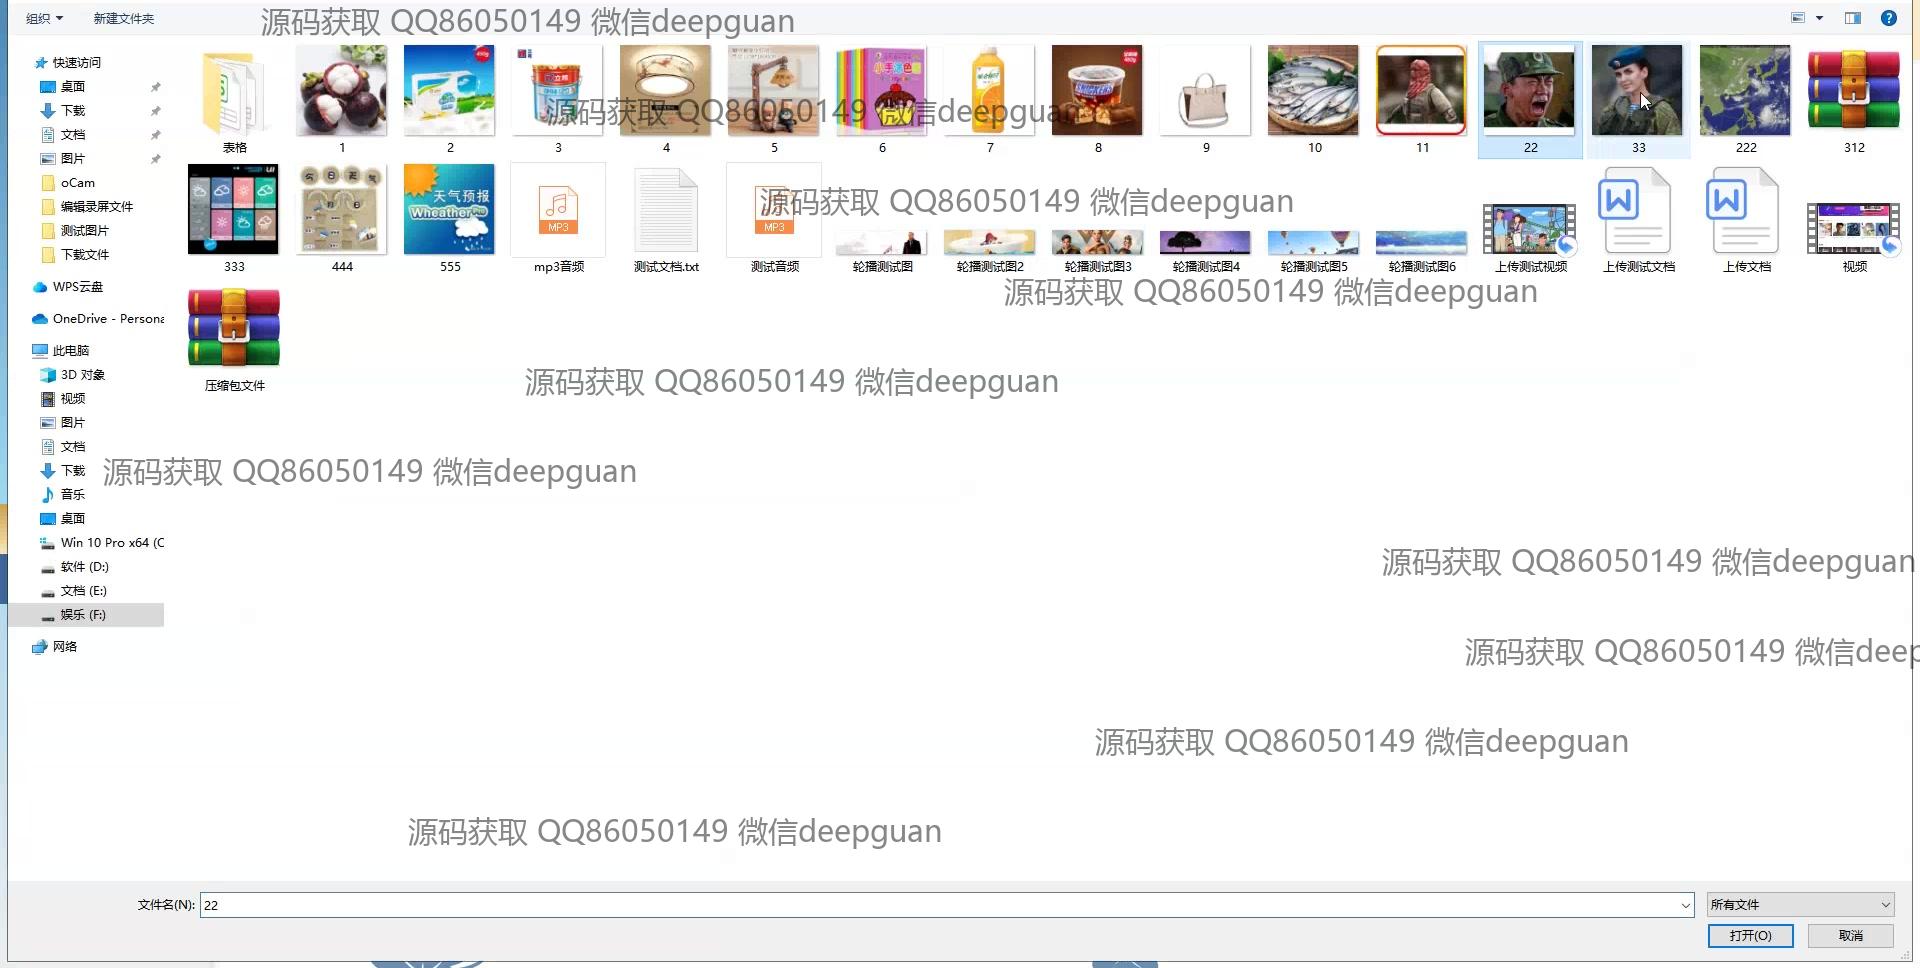 组织 新建文件夹
源码获取 QQ86050149 微信deepguan
快速访问
桌面
下载
文档
图片
oCam
编辑录屏文件
测试图片
下载文件
WPS云盘
OneDrive - Persona
此电脑
3D 对象
视频
图片
文档
下载
音乐
桌面
Win 10 Pro x64 (C
软件 (D:)
文档 (E:)
娱乐 (F:)
网络
源码获取 QQ86050149 微信deepguan
表格 1 2 3 4 5 6 7 8 9 10 11 22 33 222 312
小手涂色
SNICKERS
今日天气
天气预报
Wheather
MP3
MP3
源码获取 QQ86050149 微信deepguan
333 444 555 mp3音频 测试文档.txt 测试音频 轮播测试图 轮播测试图2 轮播测试图3 轮播测试图4 轮播测试图5 轮播测试图6 上传测试视频 上传测试文档 上传文档 视频
源码获取 QQ86050149 微信deepguan
压缩包文件
源码获取 QQ86050149 微信deepguan
源码获取 QQ86050149 微信deepguan
源码获取 QQ86050149 微信deepguan
源码获取 QQ86050149 微信deep
源码获取 QQ86050149 微信deepguan
源码获取 QQ86050149 微信deepguan
文件名(N): 22 所有文件
打开(O) 取消